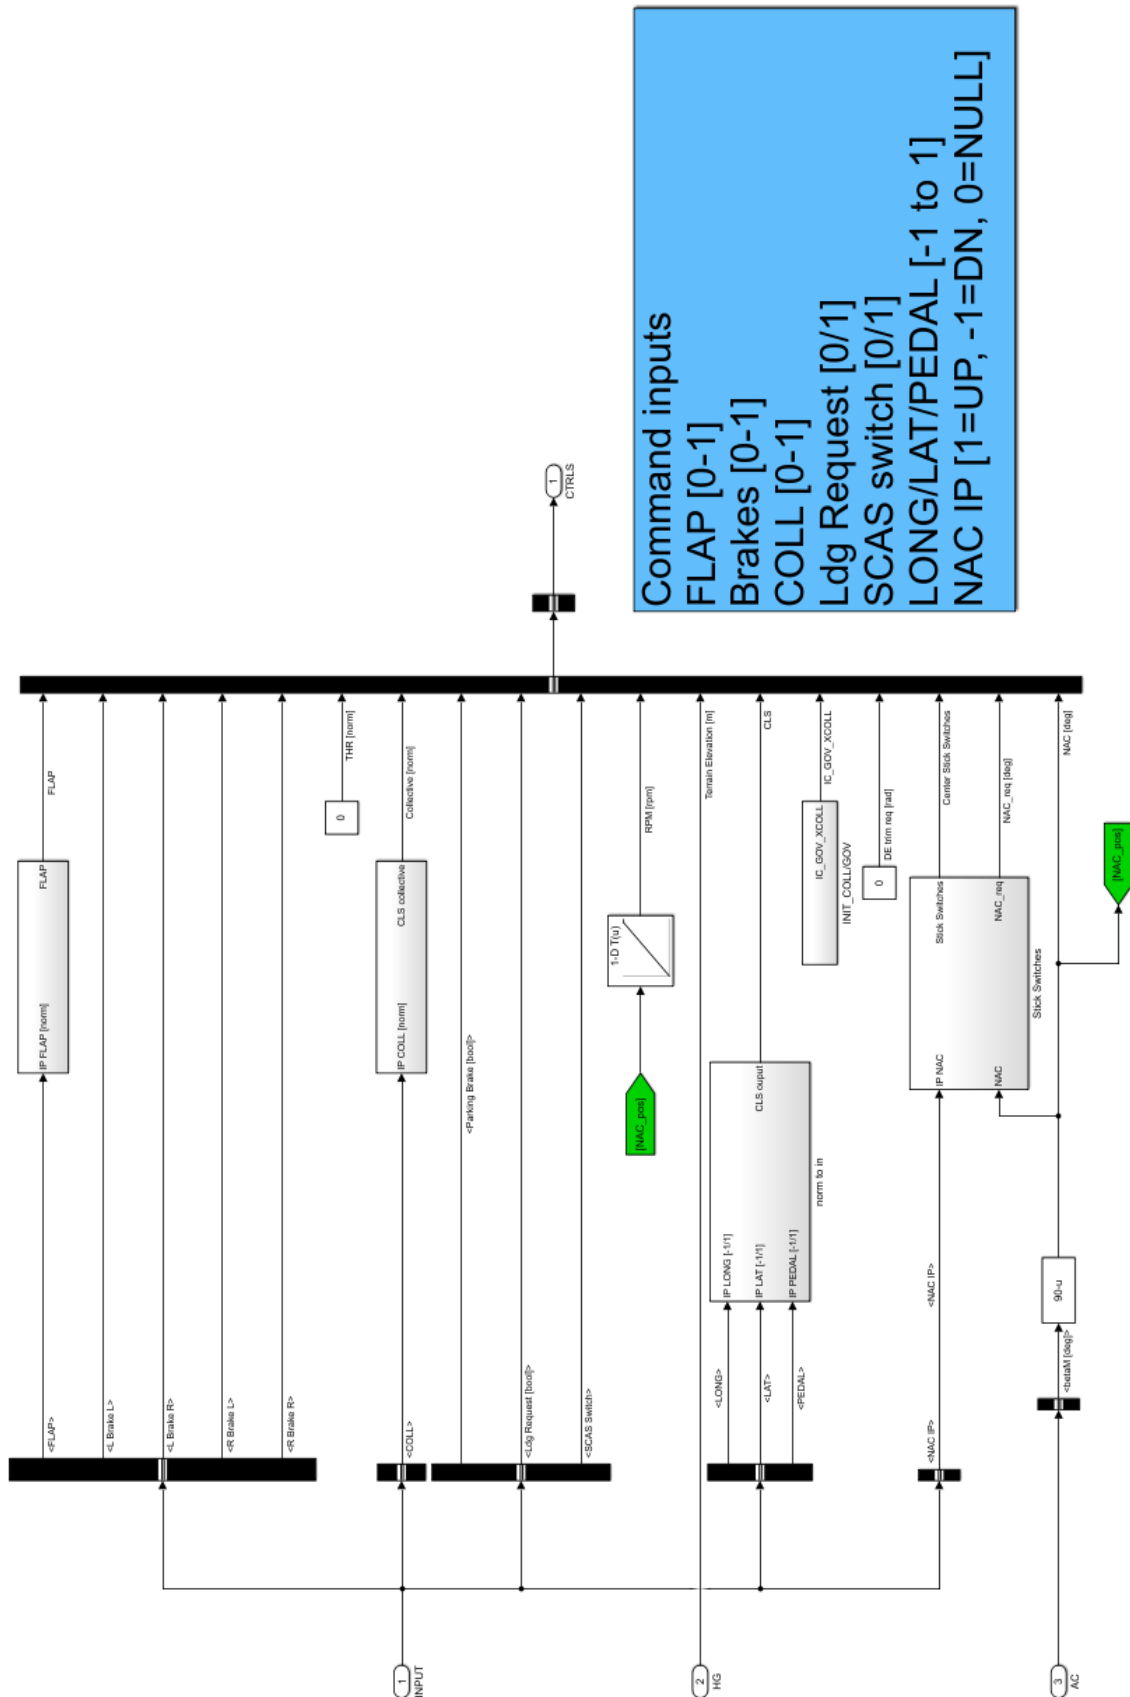 <FLAP>
IP FLAP [norm]
FLAP
FLAP
<L Brake L>
<L Brake R>
<R Brake L>
<R Brake R>
0
THR [norm]
1
INPUT
<COLL>
IP COLL [norm]
CLS collective
Collective [norm]
<Parking Brake [bool]>
<Ldg Request [bool]>
1
CTRLS
<SCAS Switch>
[NAC_pos]
1-D T(u)
RPM [rpm]
2
HG
Terrain Elevation [m]
<LONG>
IP LONG [-1/1]
<LAT>
IP LAT [-1/1]
CLS ouput
CLS
<PEDAL>
IP PEDAL [-1/1]
norm to in
IC_GOV_XCOLL
IC_GOV_XCOLL
INIT_COLL/GOV
0
DE trim req [rad]
<NAC IP>
<NAC IP>
IP NAC
Stick Switches
Center Stick Switches
NAC
NAC_req
NAC_req [deg]
Stick Switches
3
AC
<betaM [deg]>
90-u
NAC [deg]
[NAC_pos]
Command inputs
FLAP [0-1]
Brakes [0-1]
COLL [0-1]
Ldg Request [0/1]
SCAS switch [0/1]
LONG/LAT/PEDAL [-1 to 1]
NAC IP [1=UP, -1=DN, 0=NULL]